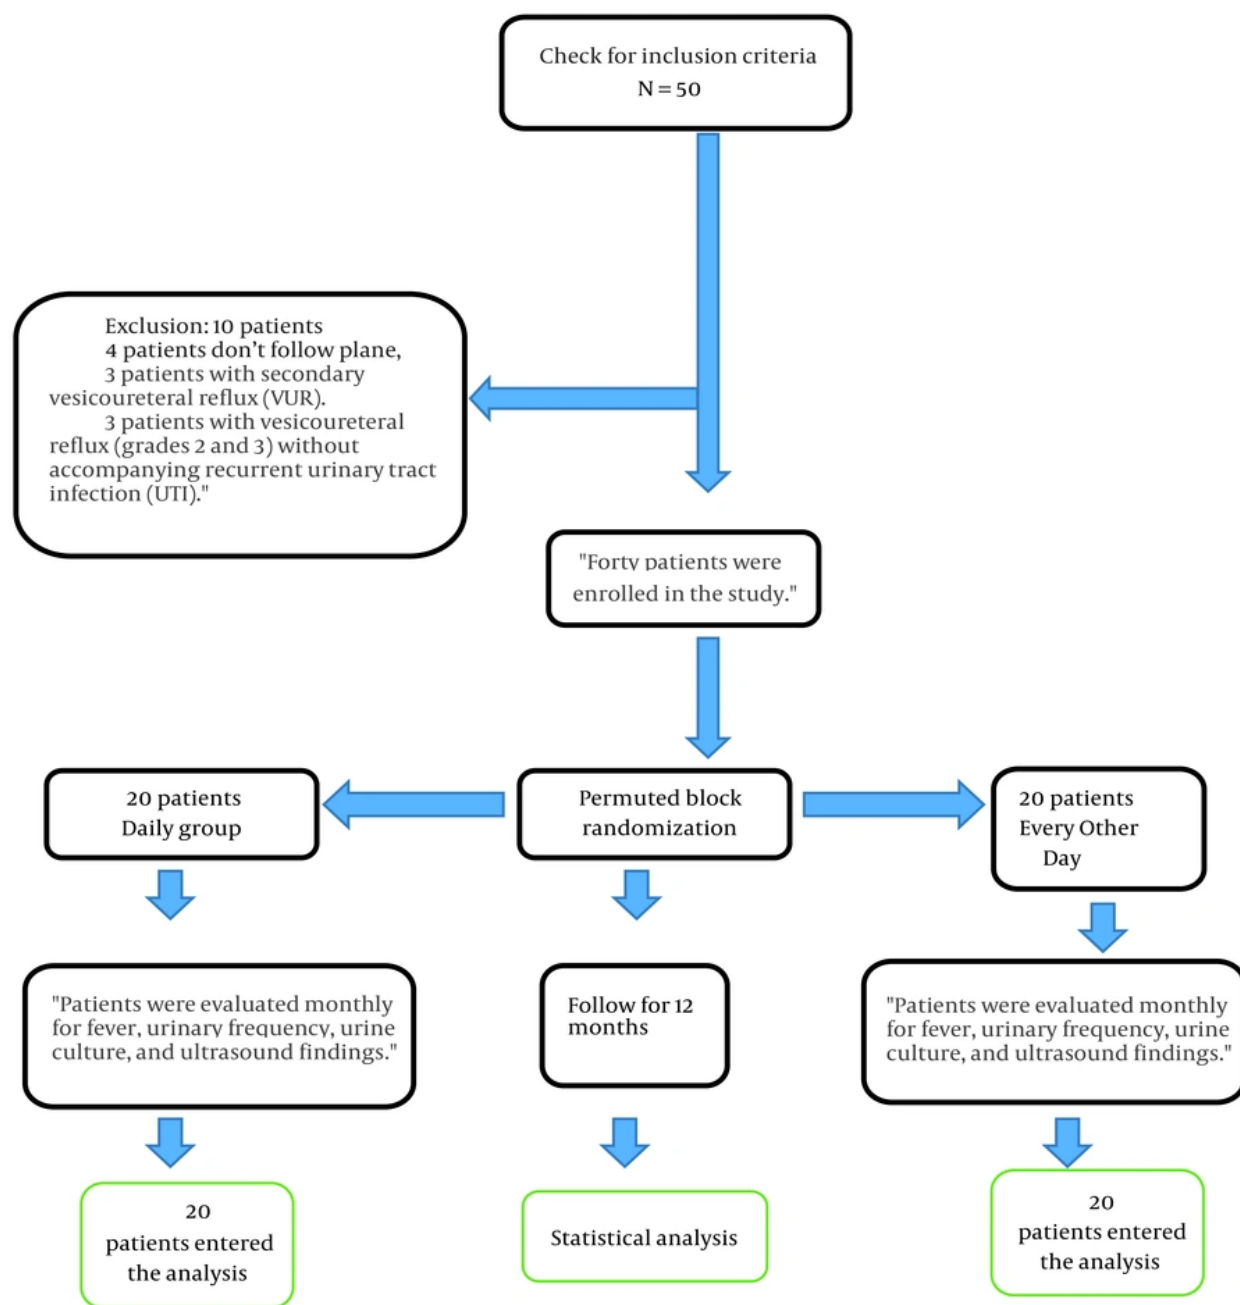 Check for inclusion criteria
N = 50
Exclusion: 10 patients
4 patients don't follow plane,
3 patients with secondary
vesicoureteral reflux (VUR).
3 patients with vesicoureteral
reflux (grades 2 and 3) without
accompanying recurrent urinary tract
infection (UTI)."
"Forty patients were
enrolled in the study."
20 patients
Daily group
Permuted block
randomization
20 patients
Every Other
Day
"Patients were evaluated monthly
for fever, urinary frequency, urine
culture, and ultrasound findings."
Follow for 12
months
"Patients were evaluated monthly
for fever, urinary frequency, urine
culture, and ultrasound findings."
20
patients entered
the analysis
Statistical analysis
20
patients entered
the analysis